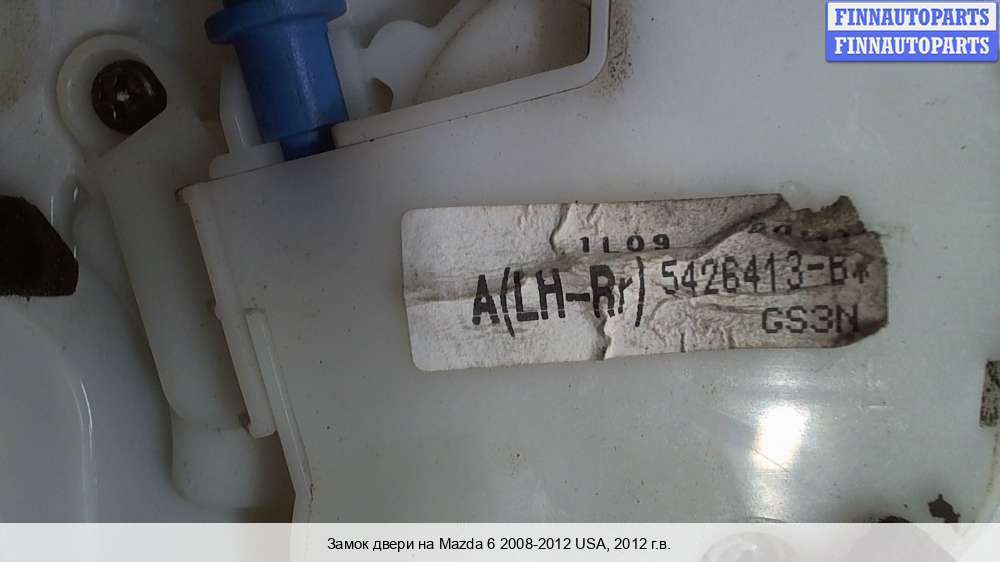 FINNAUTOPARTS
FINNAUTOPARTS
1L09
A(LH-Rr) 5426413-B*
GS3N
Замок двери на Mazda 6 2008-2012 USA, 2012 г.в.